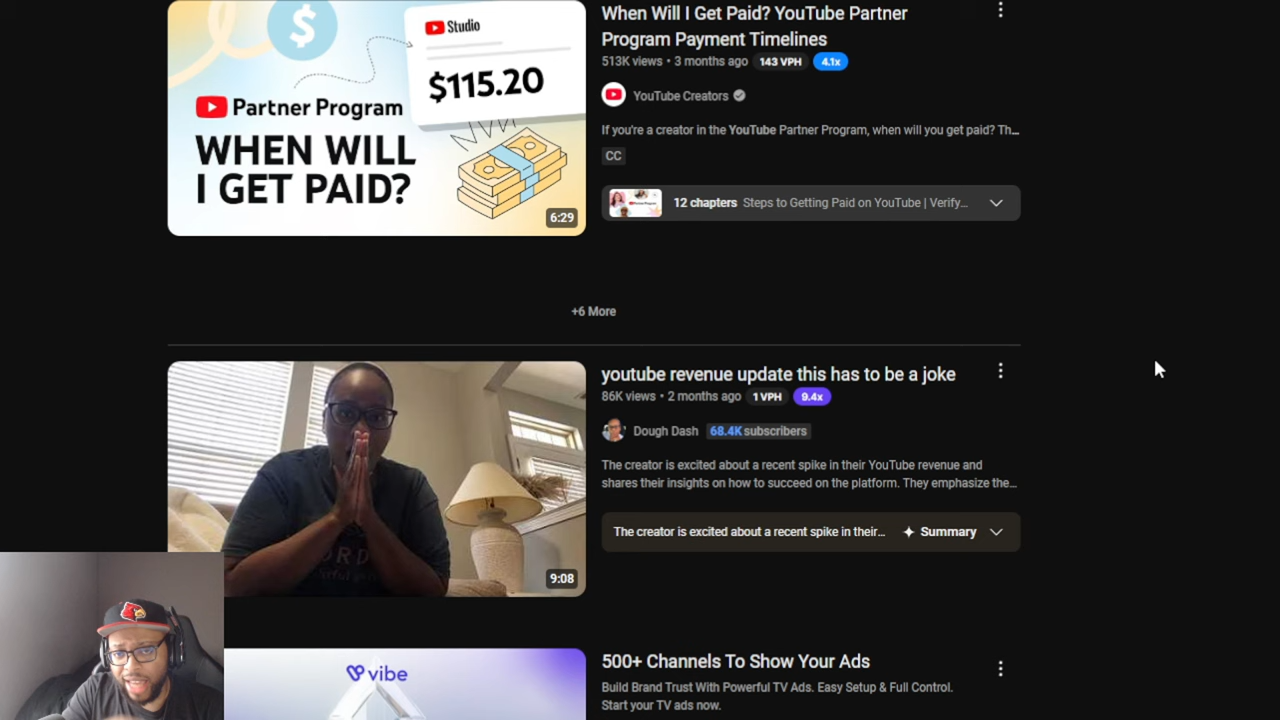 Studio
$115.20
Partner Program
WHEN WILL
I GET PAID?
6:29
When Will I Get Paid? YouTube Partner
Program Payment Timelines
513K views • 3 months ago 143 VPH 4.1x
YouTube Creators
If you're a creator in the YouTube Partner Program, when will you get paid? Th...
CC
12 chapters Steps to Getting Paid on YouTube | Verify...
+6 More
9:08
youtube revenue update this has to be a joke
86K views • 2 months ago 1 VPH 9.4x
Dough Dash 68.4K subscribers
The creator is excited about a recent spike in their YouTube revenue and
shares their insights on how to succeed on the platform. They emphasize the...
The creator is excited about a recent spike in their... Summary
vibe
500+ Channels To Show Your Ads
Build Brand Trust With Powerful TV Ads. Easy Setup & Full Control.
Start your TV ads now.